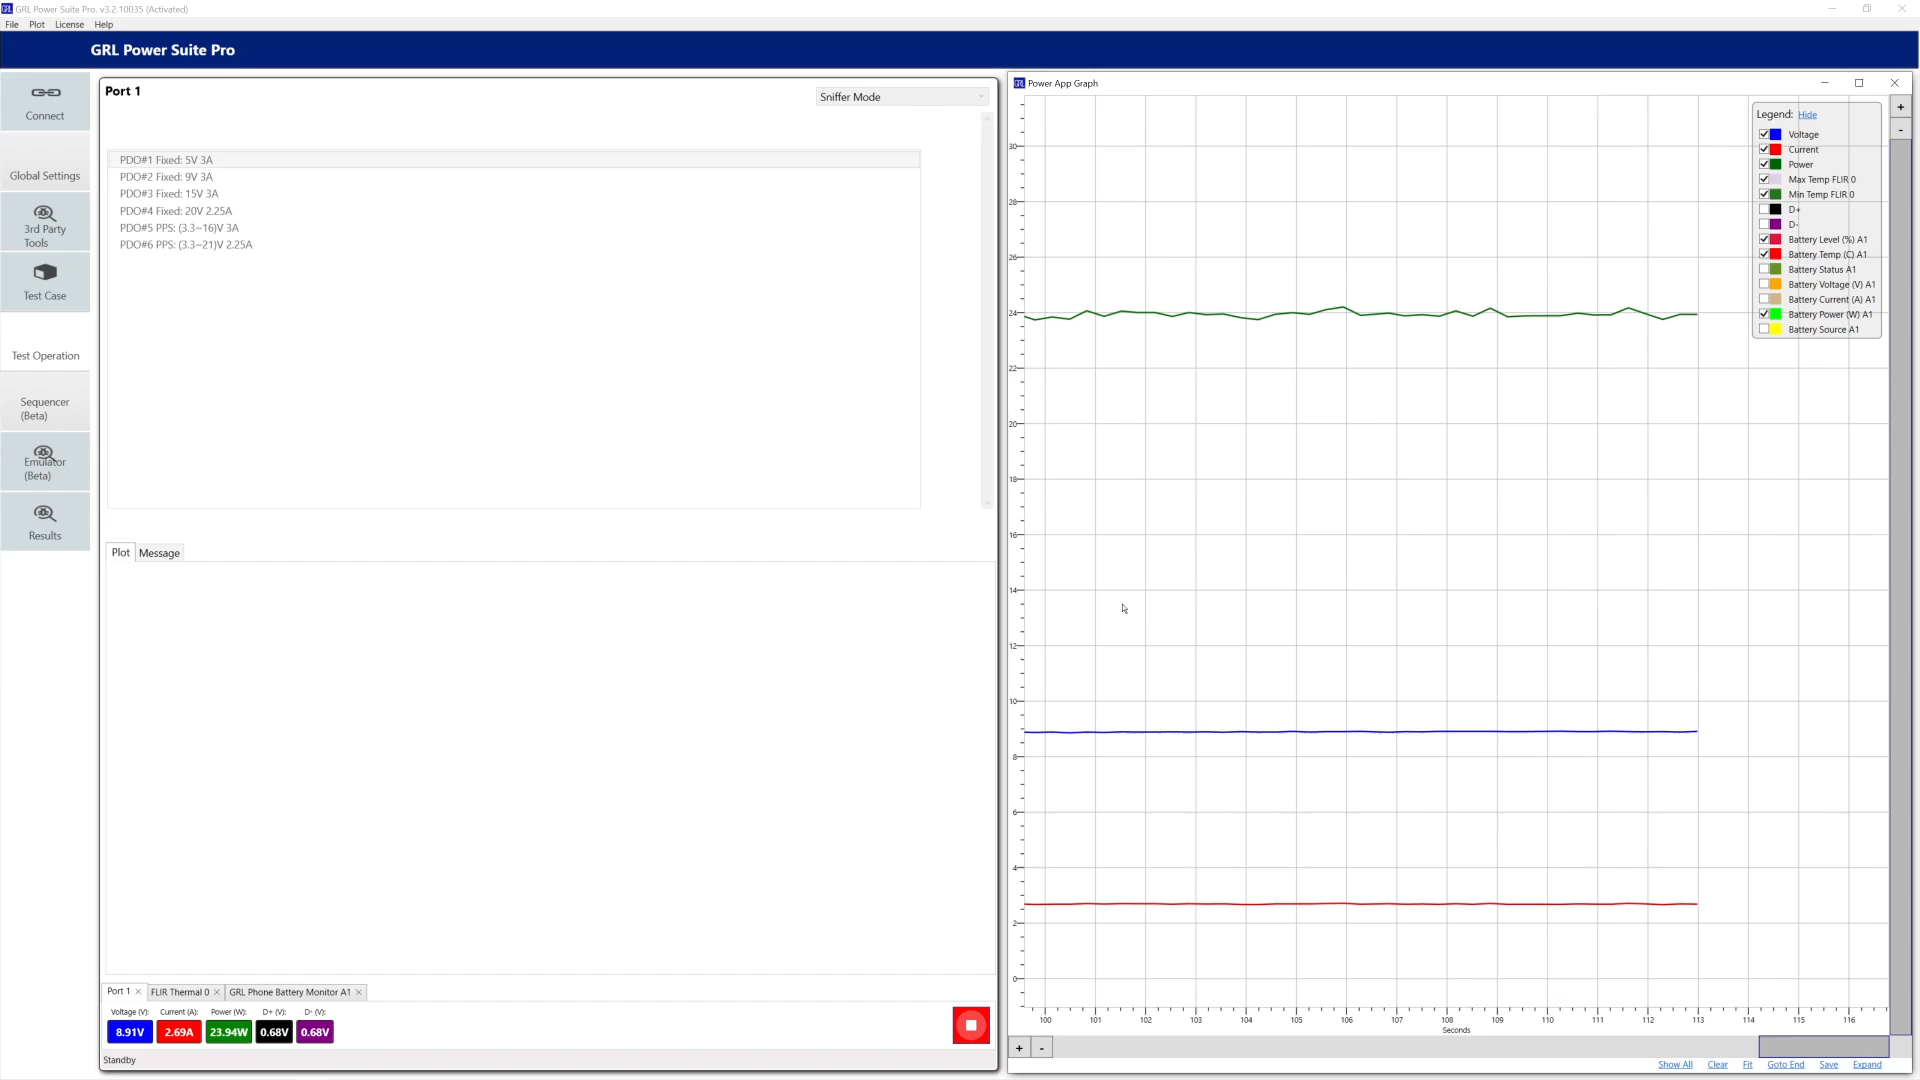 GRL Power Suite Pro. v3.2.10035 (Activated)
File Plot License Help
GRL Power Suite Pro
Connect
Global Settings
3rd Party
Tools
Test Case
Test Operation
Sequencer
(Beta)
Emulator
(Beta)
Results
Port 1
Sniffer Mode
PDO#1 Fixed: 5V 3A
PDO#2 Fixed: 9V 3A
PDO#3 Fixed: 15V 3A
PDO#4 Fixed: 20V 2.25A
PDO#5 PPS: (3.3~16)V 3A
PDO#6 PPS: (3.3~21)V 2.25A
Plot Message
Port 1 FLIR Thermal 0 GRL Phone Battery Monitor A1
Voltage (V): Current (A): Power (W): D+ (V): D- (V):
8.91V 2.69A 23.94W 0.68V 0.68V
Standby
GRL Power App Graph
+
-
Legend: Hide
Voltage
Current
Power
Max Temp FLIR 0
Min Temp FLIR 0
D+
D-
Battery Level (%) A1
Battery Temp (C) A1
Battery Status A1
Battery Voltage (V) A1
Battery Current (A) A1
Battery Power (W) A1
Battery Source A1
30
28
26
24
22
20
18
16
14
12
10
8
6
4
2
0
100 101 102 103 104 105 106 107 108 109 110 111 112 113 114 115 116
Seconds
+ -
Show All Clear Fit Goto End Save Expand